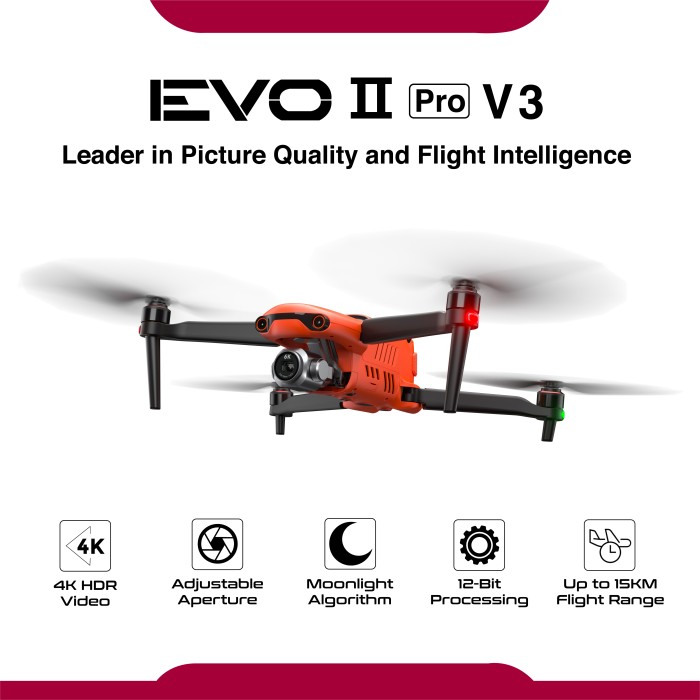 EVO II Pro V3
Leader in Picture Quality and Flight Intelligence
6K
4K
4K HDR
Video
Adjustable
Aperture
Moonlight
Algorithm
12-Bit
Processing
Up to 15KM
Flight Range